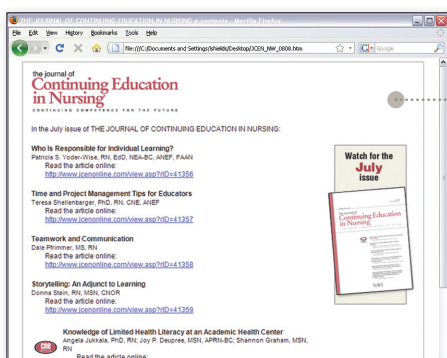 THE JOURNAL OF CONTINUING EDUCATION IN NURSING e-contents - Mozilla Firefox
File Edit View History Bookmarks Tools Help
file:///C:/Documents and Settings/lshields/Desktop/JCEN_NW_0808.htm
Google
the journal of
Continuing Education
in Nursing
CONTINUING COMPETENCE FOR THE FUTURE
In the July issue of THE JOURNAL OF CONTINUING EDUCATION IN NURSING:
Who Is Responsible for Individual Learning?
Patricia S. Yoder-Wise, RN, EdD, NEA-BC, ANEF, FAAN
Read the article online:
http://www.jcenonline.com/view.asp?rID=41356
Time and Project Management Tips for Educators
Teresa Shellenbarger, PhD, RN, CNE, ANEF
Read the article online:
http://www.jcenonline.com/view.asp?rID=41357
Teamwork and Communication
Dale Pfrimmer, MS, RN
Read the article online:
http://www.jcenonline.com/view.asp?rID=41358
Storytelling: An Adjunct to Learning
Donna Stein, RN, MSN, CNOR
Read the article online:
http://www.jcenonline.com/view.asp?rID=41359
Knowledge of Limited Health Literacy at an Academic Health Center
Angela Jukkala, PhD, RN; Joy P. Deupree, MSN, APRN-BC; Shannon Graham, MSN,
RN
Read the article online:
Watch for the
July
issue
the journal of
Continuing Education
in Nursing